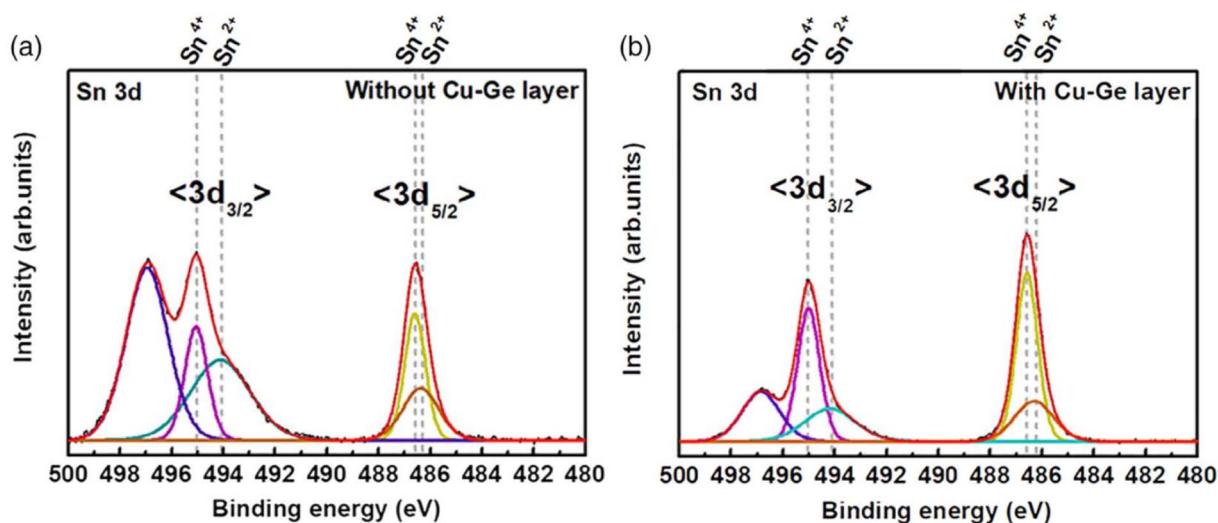 (a)
Sn⁴⁺ Sn²⁺ Sn⁴⁺ Sn²⁺
Sn 3d Without Cu-Ge layer
<3d3/2> <3d5/2>
Intensity (arb.units)
500 498 496 494 492 490 488 486 484 482 480
Binding energy (eV)
(b)
Sn⁴⁺ Sn²⁺ Sn⁴⁺ Sn²⁺
Sn 3d With Cu-Ge layer
<3d3/2> <3d5/2>
Intensity (arb.units)
500 498 496 494 492 490 488 486 484 482 480
Binding energy (eV)